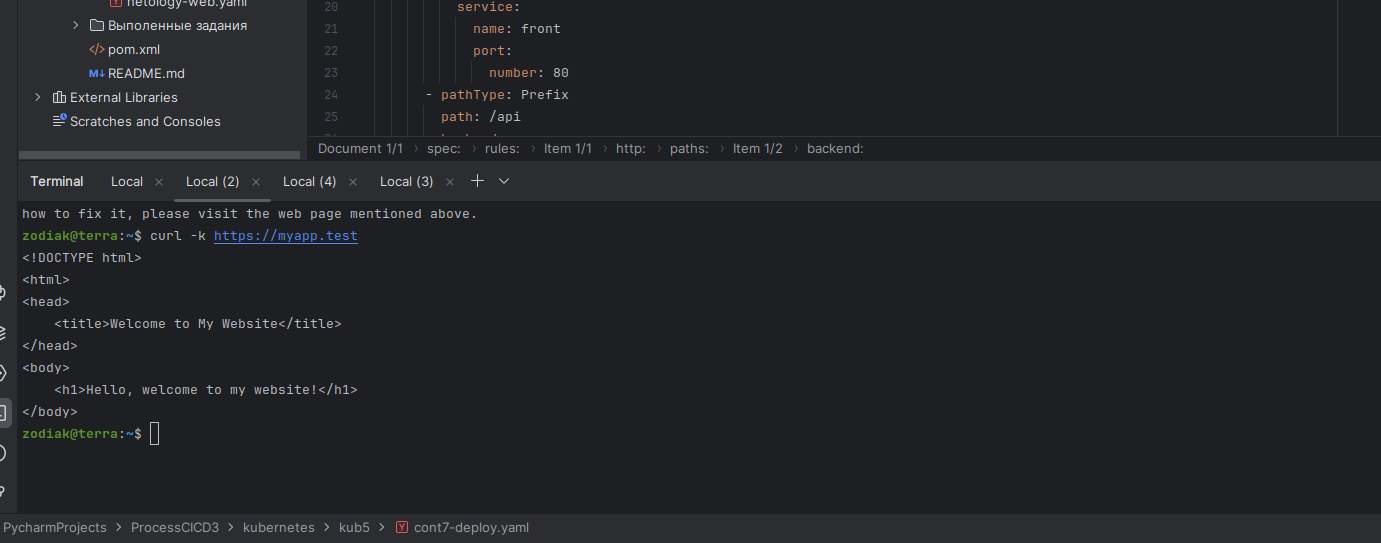 netology-web.yaml
Выполенные задания
pom.xml
M↓ README.md
External Libraries
Scratches and Consoles
20 service:
21 name: front
22 port:
23 number: 80
24 - pathType: Prefix
25 path: /api
Document 1/1 › spec: › rules: › Item 1/1 › http: › paths: › Item 1/2 › backend:
Terminal Local × Local (2) × Local (4) × Local (3) ×
how to fix it, please visit the web page mentioned above.
zodiak@terra:~$ curl -k https://myapp.test
<!DOCTYPE html>
<html>
<head>
    <title>Welcome to My Website</title>
</head>
<body>
    <h1>Hello, welcome to my website!</h1>
</body>
zodiak@terra:~$
PycharmProjects › ProcessCICD3 › kubernetes › kub5 › Y cont7-deploy.yaml